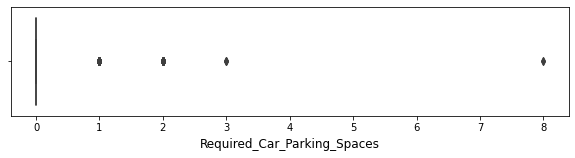 0 1 2 3 4 5 6 7 8
Required_Car_Parking_Spaces